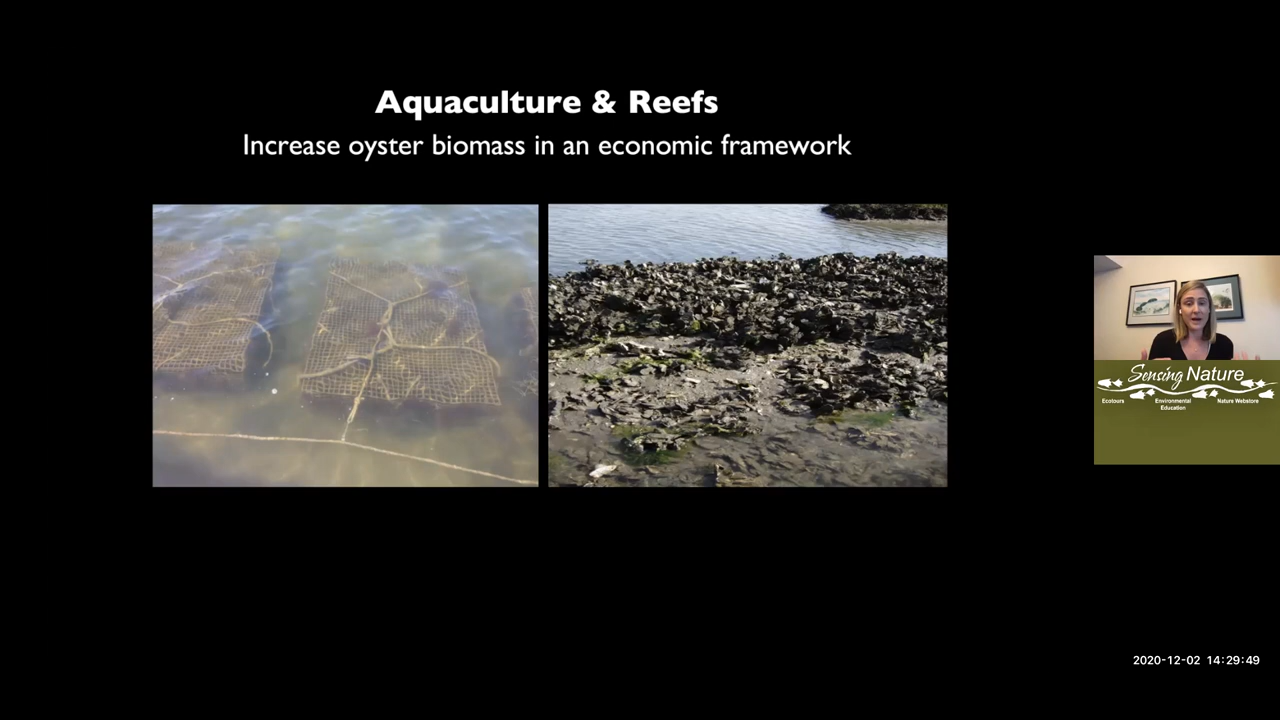 Aquaculture & Reefs
Increase oyster biomass in an economic framework
Sensing Nature
Ecotours
Environmental
Education
Nature Webstore
2020-12-02 14:29:49